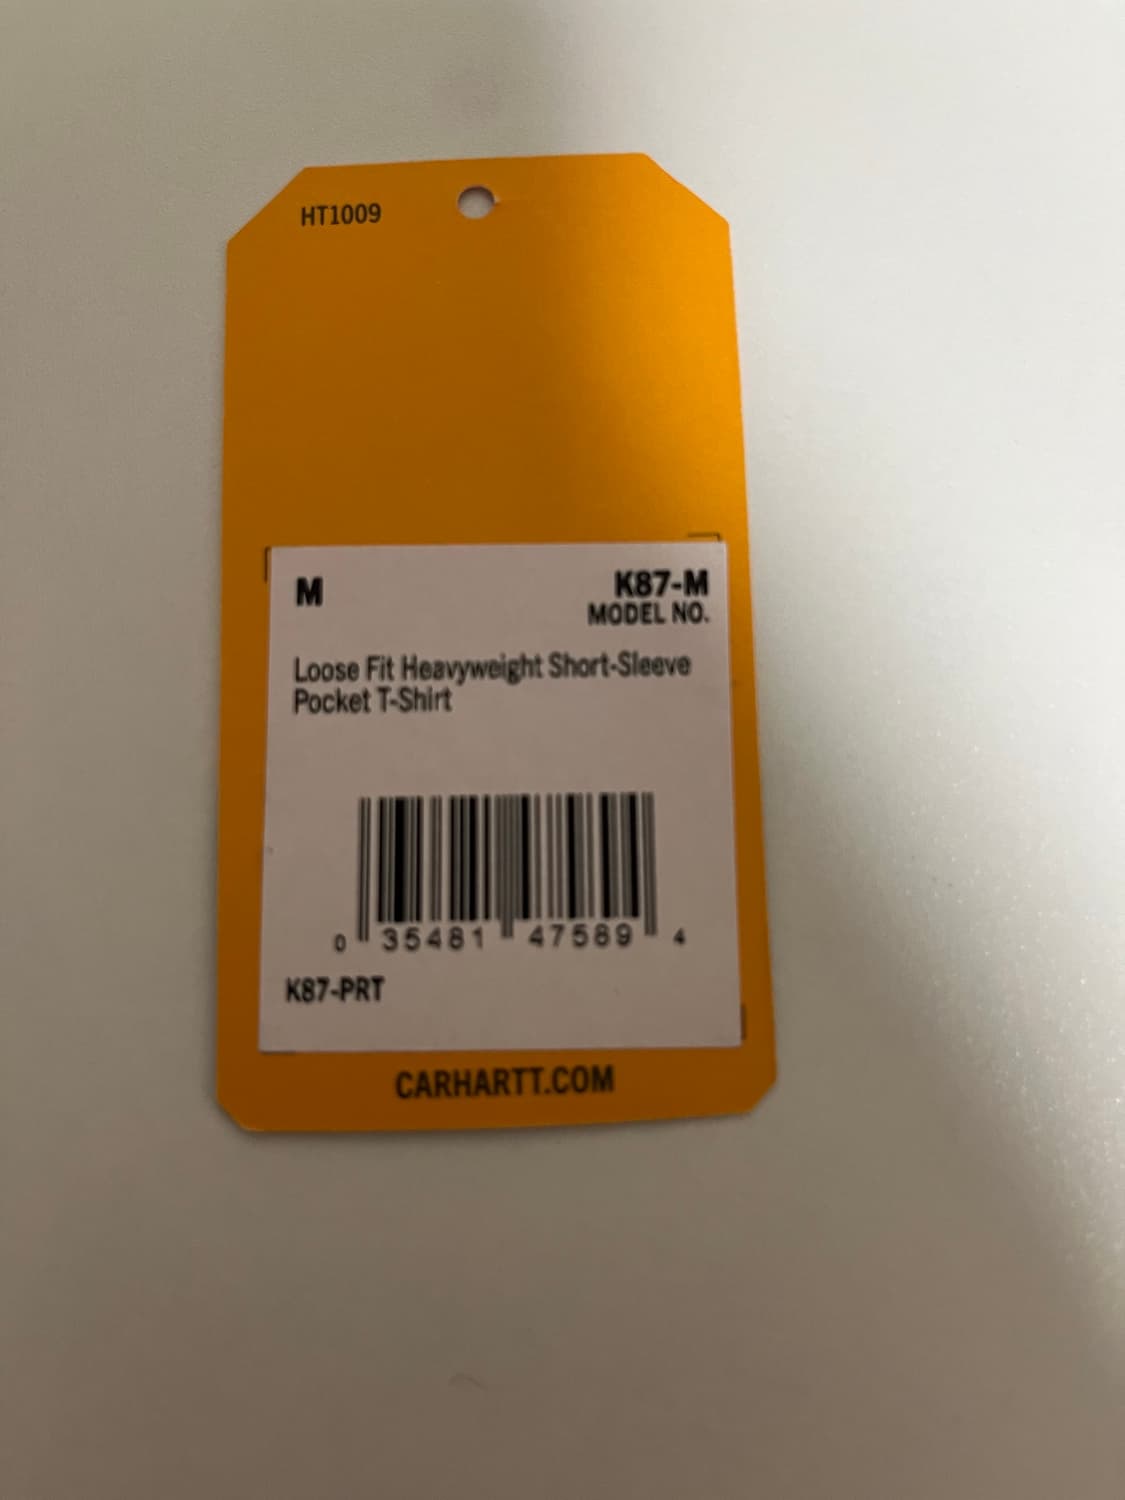 HT1009
M
K87-M
MODEL NO.
Loose Fit Heavyweight Short-Sleeve
Pocket T-Shirt
0 35481 47589 4
K87-PRT
CARHARTT.COM